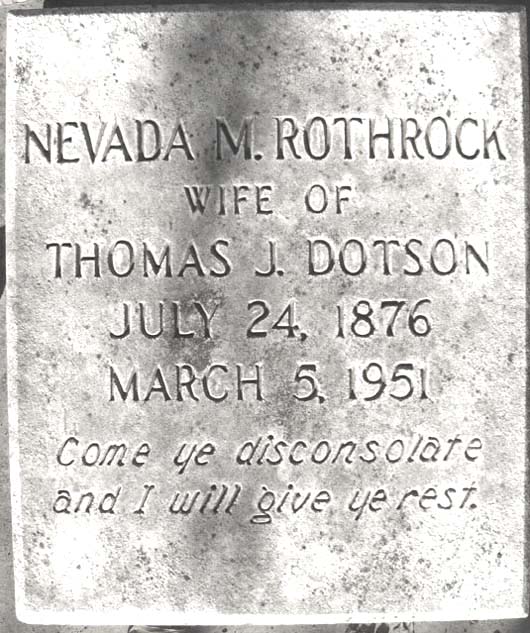 NEVADA M. ROTHROCK
WIFE OF
THOMAS J. DOTSON
JULY 24, 1876
MARCH 5, 1951
Come ye disconsolate
and I will give ye rest.